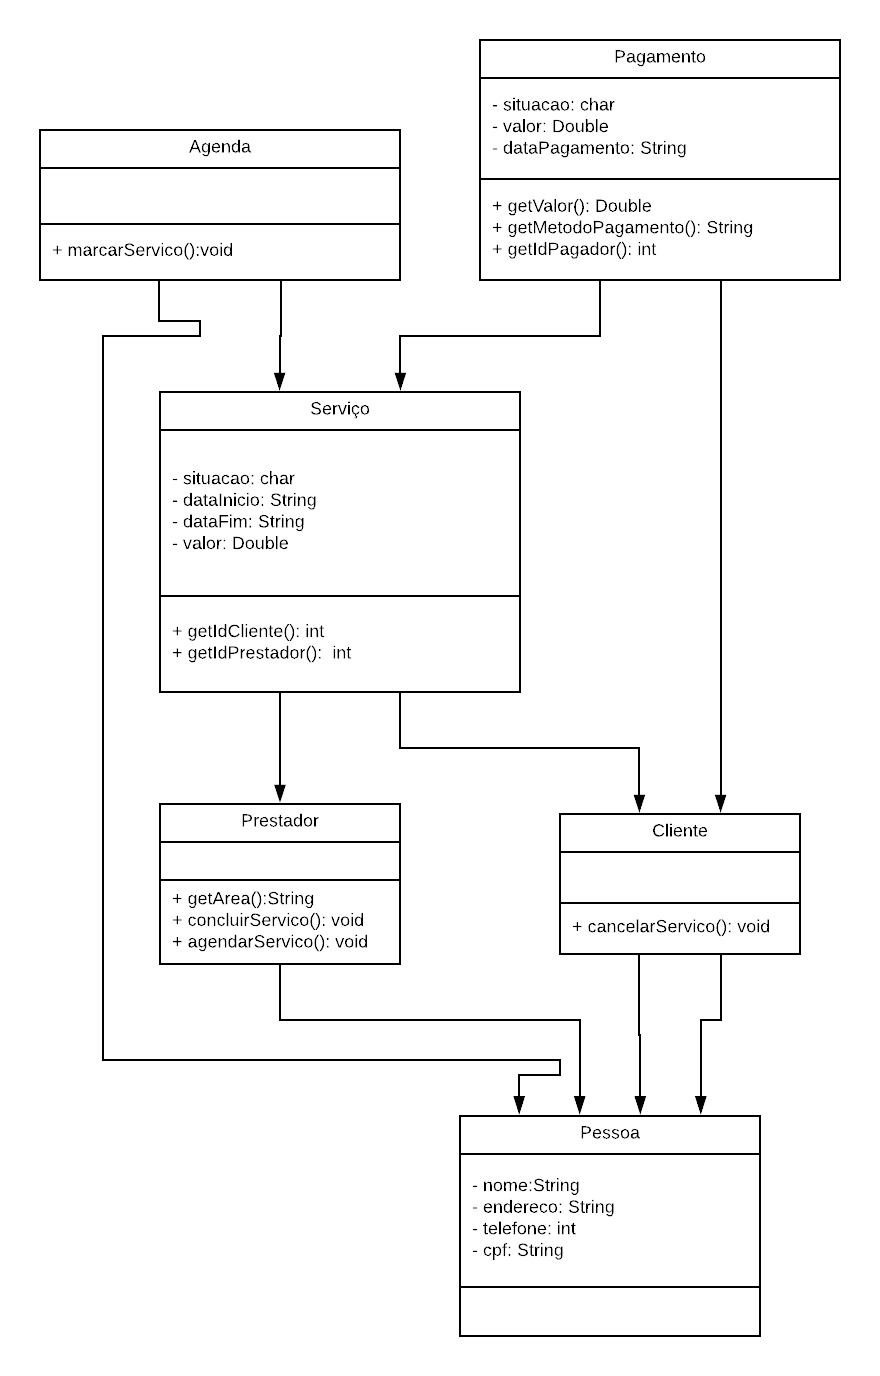 Pagamento
- situacao: char
- valor: Double
- dataPagamento: String
+ getValor(): Double
+ getMetodoPagamento(): String
+ getIdPagador(): int
Agenda
+ marcarServico():void
Serviço
- situacao: char
- dataInicio: String
- dataFim: String
- valor: Double
+ getIdCliente(): int
+ getIdPrestador():  int
Prestador
+ getArea():String
+ concluirServico(): void
+ agendarServico(): void
Cliente
+ cancelarServico(): void
Pessoa
- nome:String
- endereco: String
- telefone: int
- cpf: String